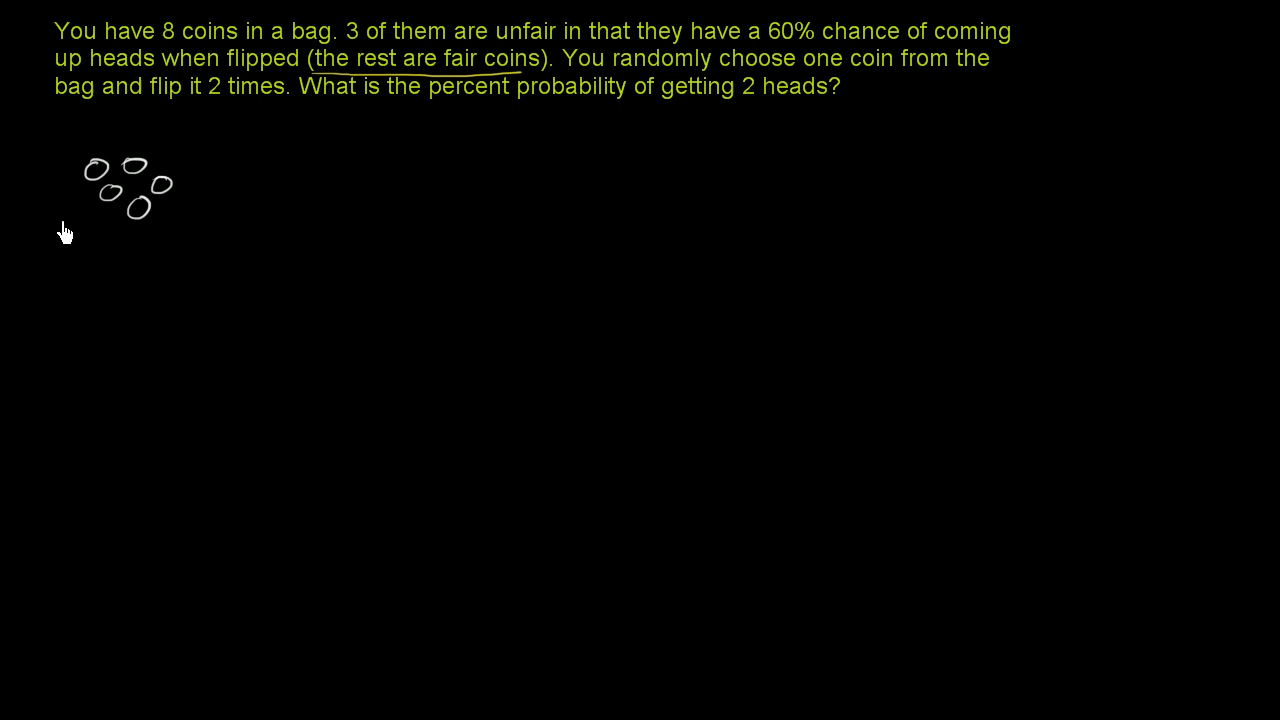 You have 8 coins in a bag. 3 of them are unfair in that they have a 60% chance of coming
up heads when flipped (the rest are fair coins). You randomly choose one coin from the
bag and flip it 2 times. What is the percent probability of getting 2 heads?